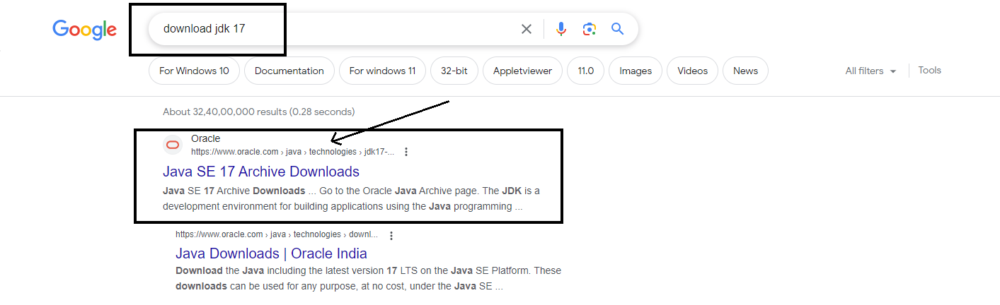 Google
download jdk 17
For Windows 10 Documentation For windows 11 32-bit Appletviewer 11.0 Images Videos News All filters Tools
About 32,40,00,000 results (0.28 seconds)
Oracle
https://www.oracle.com › java › technologies › jdk17-...
Java SE 17 Archive Downloads
Java SE 17 Archive Downloads ... Go to the Oracle Java Archive page. The JDK is a
development environment for building applications using the Java programming ...
https://www.oracle.com › java › technologies › downl...
Java Downloads | Oracle India
Download the Java including the latest version 17 LTS on the Java SE Platform. These
downloads can be used for any purpose, at no cost, under the Java SE ...